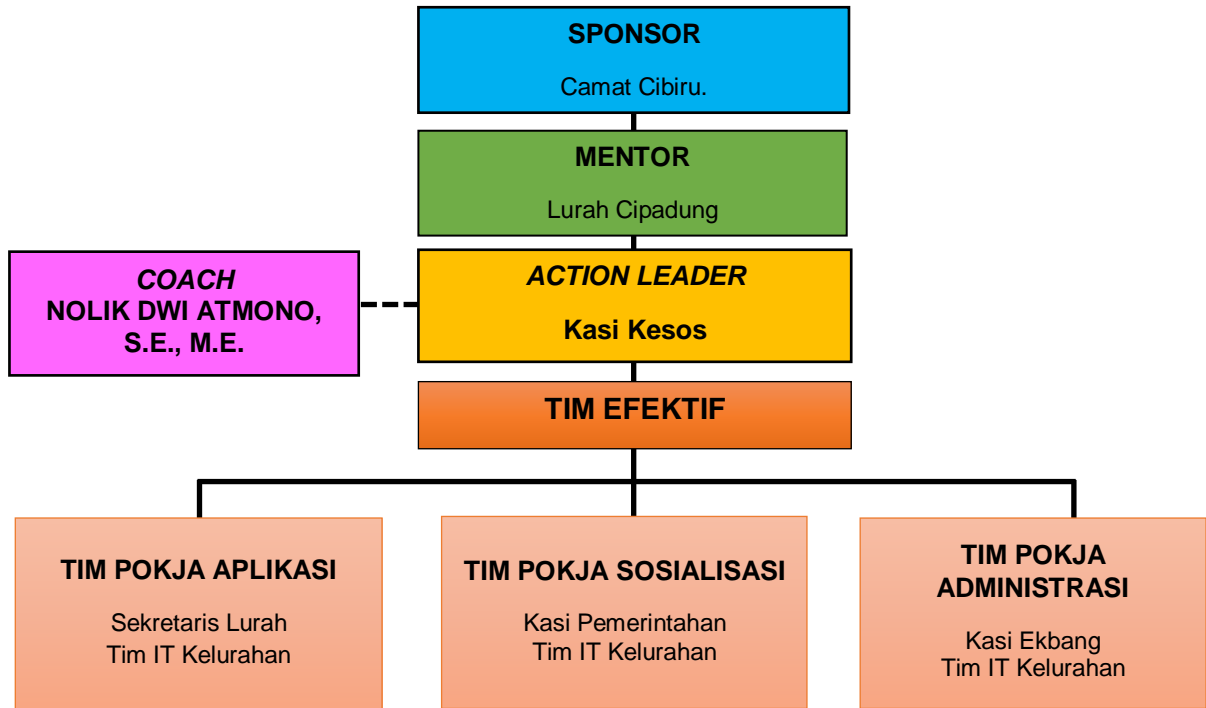 SPONSOR
Camat Cibiru.
MENTOR
Lurah Cipadung
COACH
NOLIK DWI ATMONO,
S.E., M.E.
ACTION LEADER
Kasi Kesos
TIM EFEKTIF
TIM POKJA APLIKASI
Sekretaris Lurah
Tim IT Kelurahan
TIM POKJA SOSIALISASI
Kasi Pemerintahan
Tim IT Kelurahan
TIM POKJA
ADMINISTRASI
Kasi Ekbang
Tim IT Kelurahan